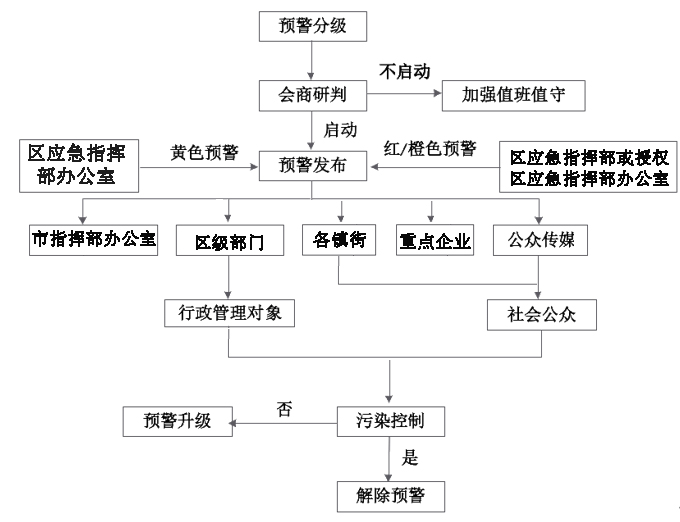 预警分级
会商研判
不启动
加强值班值守
启动
区应急指挥
部办公室
黄色预警
预警发布
红/橙色预警
区应急指挥部或授权
区应急指挥部办公室
市指挥部办公室
区级部门
各镇街
重点企业
公众传媒
行政管理对象
社会公众
预警升级
否
污染控制
是
解除预警